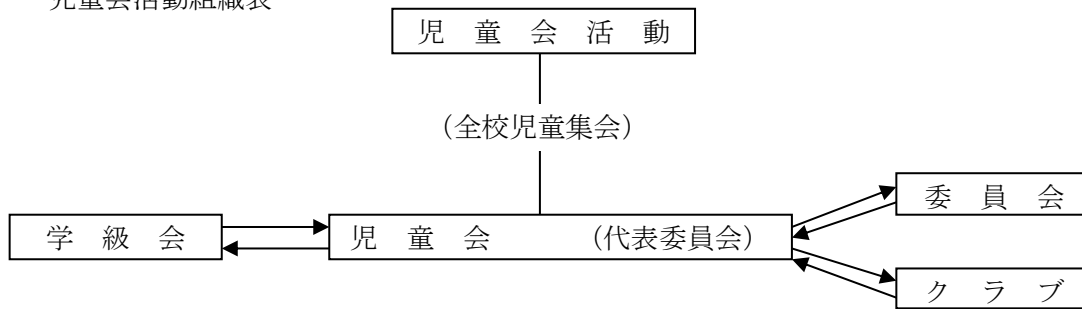 児童会活動組織表
児 童 会 活 動
(全校児童集会)
委 員 会
学 級 会
児 童 会 (代表委員会)
ク ラ ブ